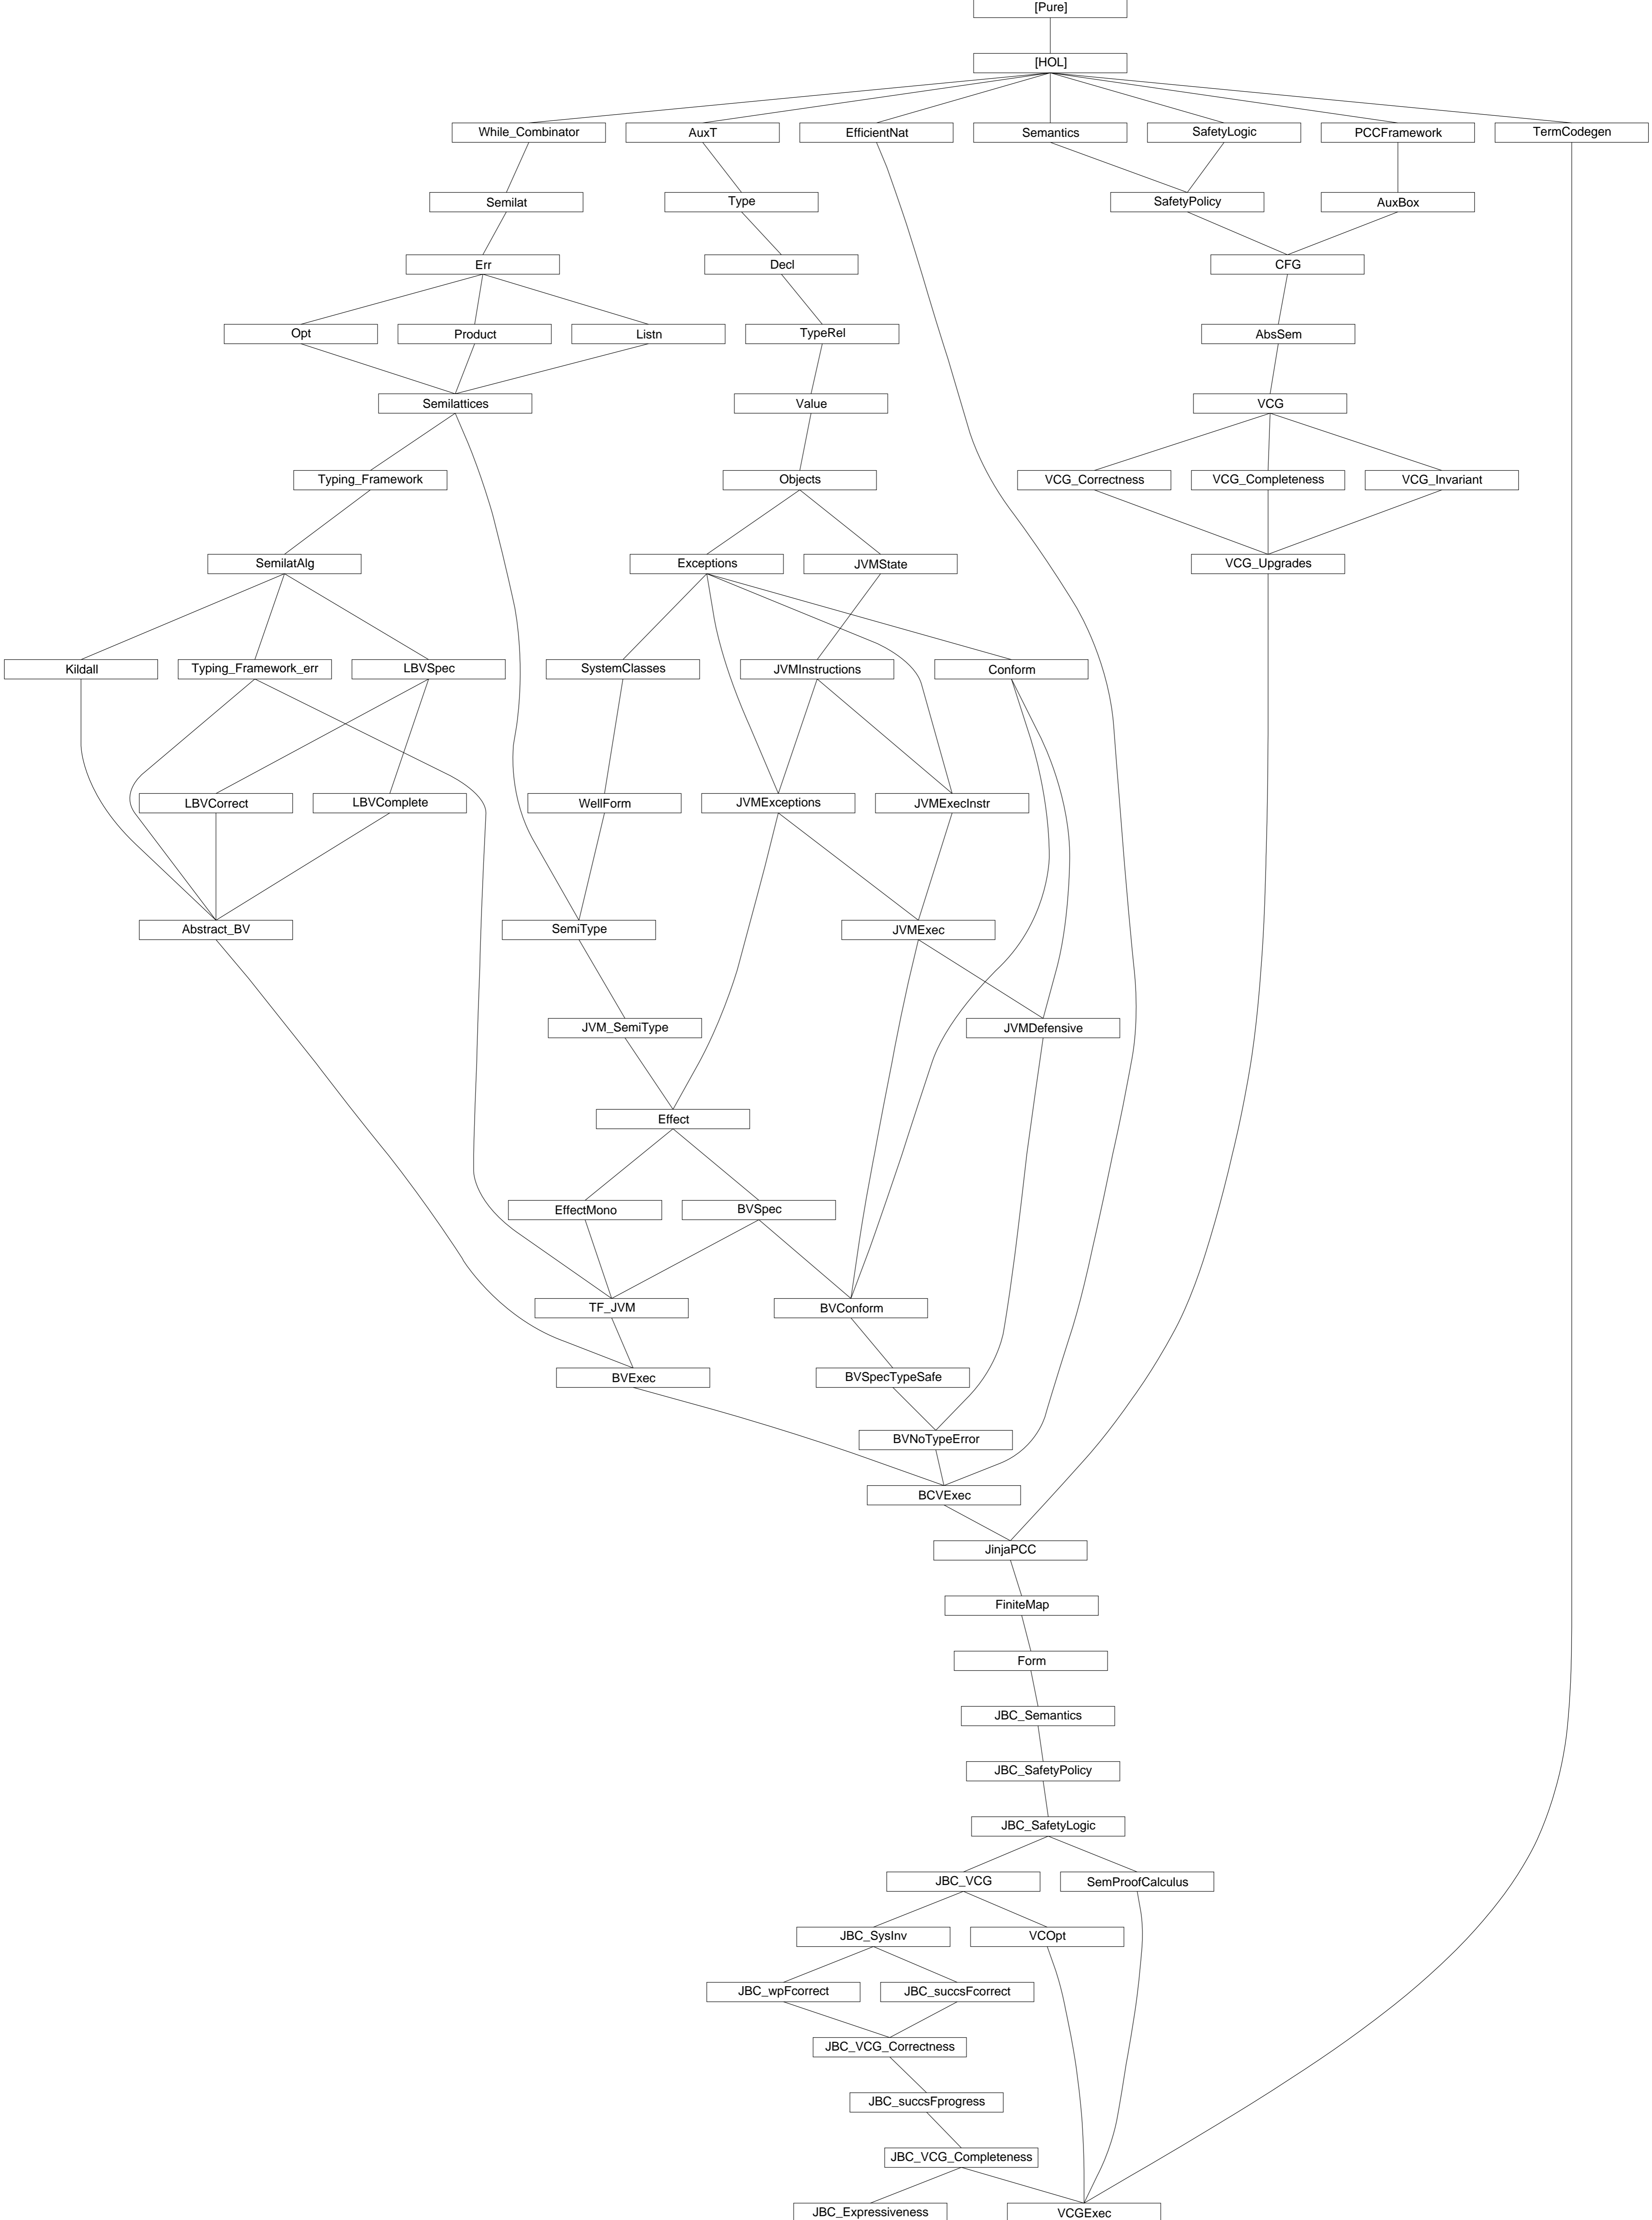 [Pure]
[HOL]
While_Combinator
AuxT
EfficientNat
Semantics
SafetyLogic
PCCFramework
TermCodegen
Semilat
Type
SafetyPolicy
AuxBox
Err
Decl
CFG
Opt
Product
Listn
TypeRel
AbsSem
Semilattices
Value
VCG
Typing_Framework
Objects
VCG_Correctness
VCG_Completeness
VCG_Invariant
SemilatAlg
Exceptions
JVMState
VCG_Upgrades
Kildall
Typing_Framework_err
LBVSpec
SystemClasses
JVMInstructions
Conform
LBVCorrect
LBVComplete
WellForm
JVMExceptions
JVMExecInstr
Abstract_BV
SemiType
JVMExec
JVM_SemiType
JVMDefensive
Effect
EffectMono
BVSpec
TF_JVM
BVConform
BVExec
BVSpecTypeSafe
BVNoTypeError
BCVExec
JinjaPCC
FiniteMap
Form
JBC_Semantics
JBC_SafetyPolicy
JBC_SafetyLogic
JBC_VCG
SemProofCalculus
JBC_SysInv
VCOpt
JBC_wpFcorrect
JBC_succsFcorrect
JBC_VCG_Correctness
JBC_succsFprogress
JBC_VCG_Completeness
JBC_Expressiveness
VCGExec